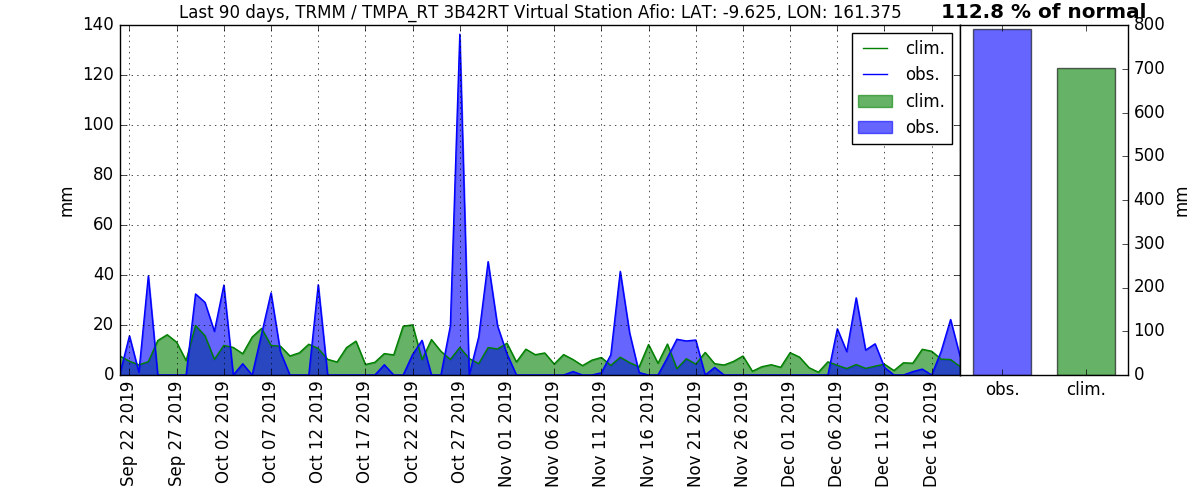 Last 90 days, TRMM / TMPA_RT 3B42RT Virtual Station Afio: LAT: -9.625, LON: 161.375
112.8 % of normal
140
120
100
80
60
40
20
0
mm
clim.
obs.
clim.
obs.
800
700
600
500
400
300
200
100
0
mm
Sep 22 2019
Sep 27 2019
Oct 02 2019
Oct 07 2019
Oct 12 2019
Oct 17 2019
Oct 22 2019
Oct 27 2019
Nov 01 2019
Nov 06 2019
Nov 11 2019
Nov 16 2019
Nov 21 2019
Nov 26 2019
Dec 01 2019
Dec 06 2019
Dec 11 2019
Dec 16 2019
obs.
clim.